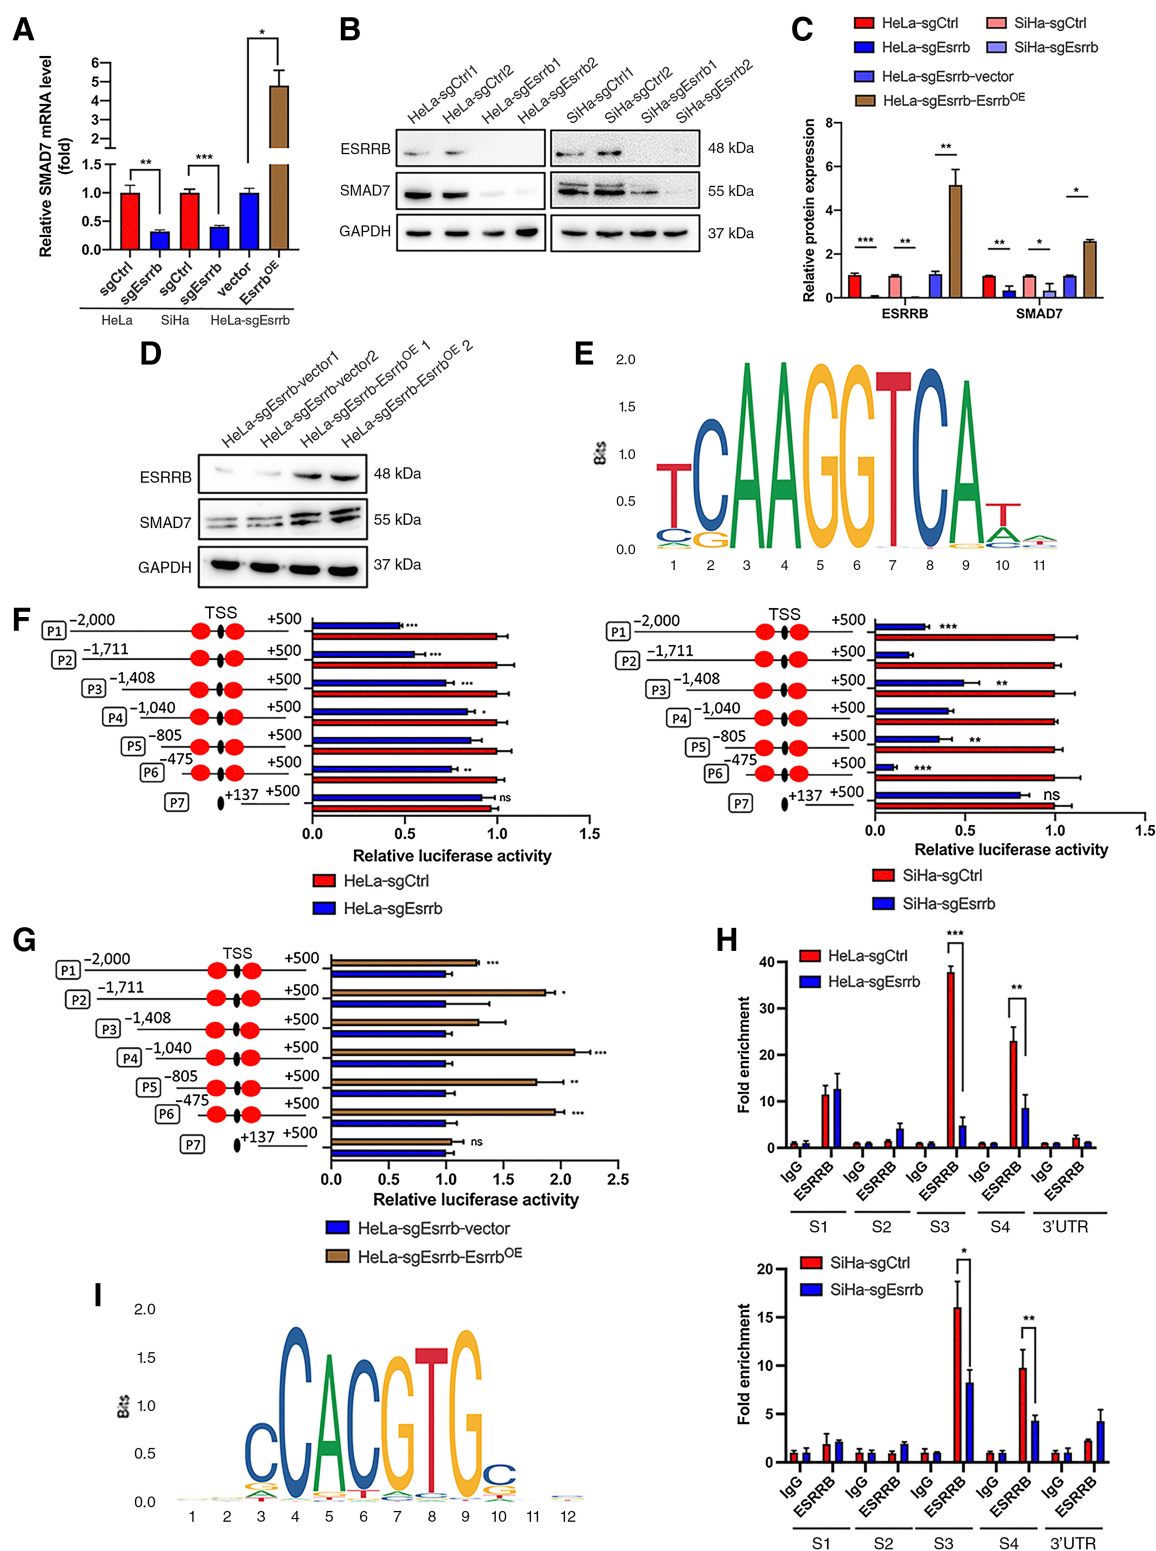 A
Relative SMAD7 mRNA level
(fold)
6
5
4
3
2
1.5
1.0
0.5
0.0
**
***
*
sgCtrl
sgEsrrb
sgCtrl
sgEsrrb
vector
Esrrb^OE
HeLa
SiHa
HeLa-sgEsrrb
B
HeLa-sgCtrl1
HeLa-sgCtrl2
HeLa-sgEsrrb1
HeLa-sgEsrrb2
SiHa-sgCtrl1
SiHa-sgCtrl2
SiHa-sgEsrrb1
SiHa-sgEsrrb2
ESRRB 48 kDa
SMAD7 55 kDa
GAPDH 37 kDa
C
HeLa-sgCtrl SiHa-sgCtrl
HeLa-sgEsrrb SiHa-sgEsrrb
HeLa-sgEsrrb-vector
HeLa-sgEsrrb-Esrrb^OE
Relative protein expression
8
6
4
2
0
*** ** ** ** * *
ESRRB SMAD7
D
HeLa-sgEsrrb-vector1
HeLa-sgEsrrb-vector2
HeLa-sgEsrrb-Esrrb^OE 1
HeLa-sgEsrrb-Esrrb^OE 2
ESRRB 48 kDa
SMAD7 55 kDa
GAPDH 37 kDa
E
Bits
2.0
1.5
1.0
0.5
0.0
TCAAGGTCAT
1 2 3 4 5 6 7 8 9 10 11
F
TSS
P1 −2,000 +500 ***
P2 −1,711 +500 ***
P3 −1,408 +500 ***
P4 −1,040 +500 *
P5 −805 +500
P6 −475 +500 **
P7 +137 +500 ns
0.0 0.5 1.0 1.5
Relative luciferase activity
HeLa-sgCtrl
HeLa-sgEsrrb
TSS
P1 −2,000 +500 ***
P2 −1,711 +500
P3 −1,408 +500 **
P4 −1,040 +500
P5 −805 +500 **
P6 −475 +500 ***
P7 +137 +500 ns
0.0 0.5 1.0 1.5
Relative luciferase activity
SiHa-sgCtrl
SiHa-sgEsrrb
G
TSS
P1 −2,000 +500 ***
P2 −1,711 +500 *
P3 −1,408 +500
P4 −1,040 +500 ***
P5 −805 +500 **
P6 −475 +500 ***
P7 +137 +500 ns
0.0 0.5 1.0 1.5 2.0 2.5
Relative luciferase activity
HeLa-sgEsrrb-vector
HeLa-sgEsrrb-Esrrb^OE
H
HeLa-sgCtrl
HeLa-sgEsrrb
Fold enrichment
40
30
20
10
0
***
**
IgG ESRRB IgG ESRRB IgG ESRRB IgG ESRRB IgG ESRRB
S1 S2 S3 S4 3'UTR
SiHa-sgCtrl
SiHa-sgEsrrb
Fold enrichment
20
15
10
5
0
*
**
IgG ESRRB IgG ESRRB IgG ESRRB IgG ESRRB IgG ESRRB
S1 S2 S3 S4 3'UTR
I
Bits
2.0
1.5
1.0
0.5
0.0
CCACGTGC
1 2 3 4 5 6 7 8 9 10 11 12